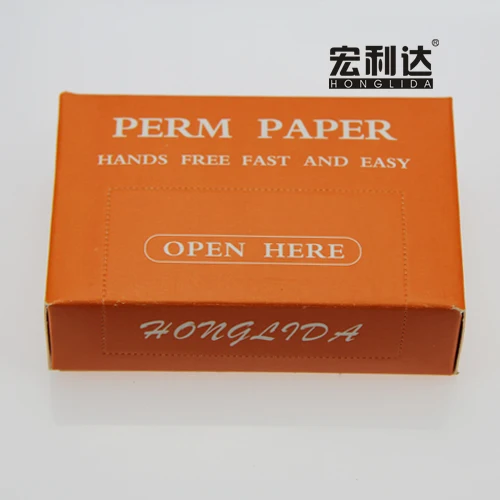 宏利达®
HONGLIDA
PERM PAPER
HANDS FREE FAST AND EASY
OPEN HERE
HONGLIDA